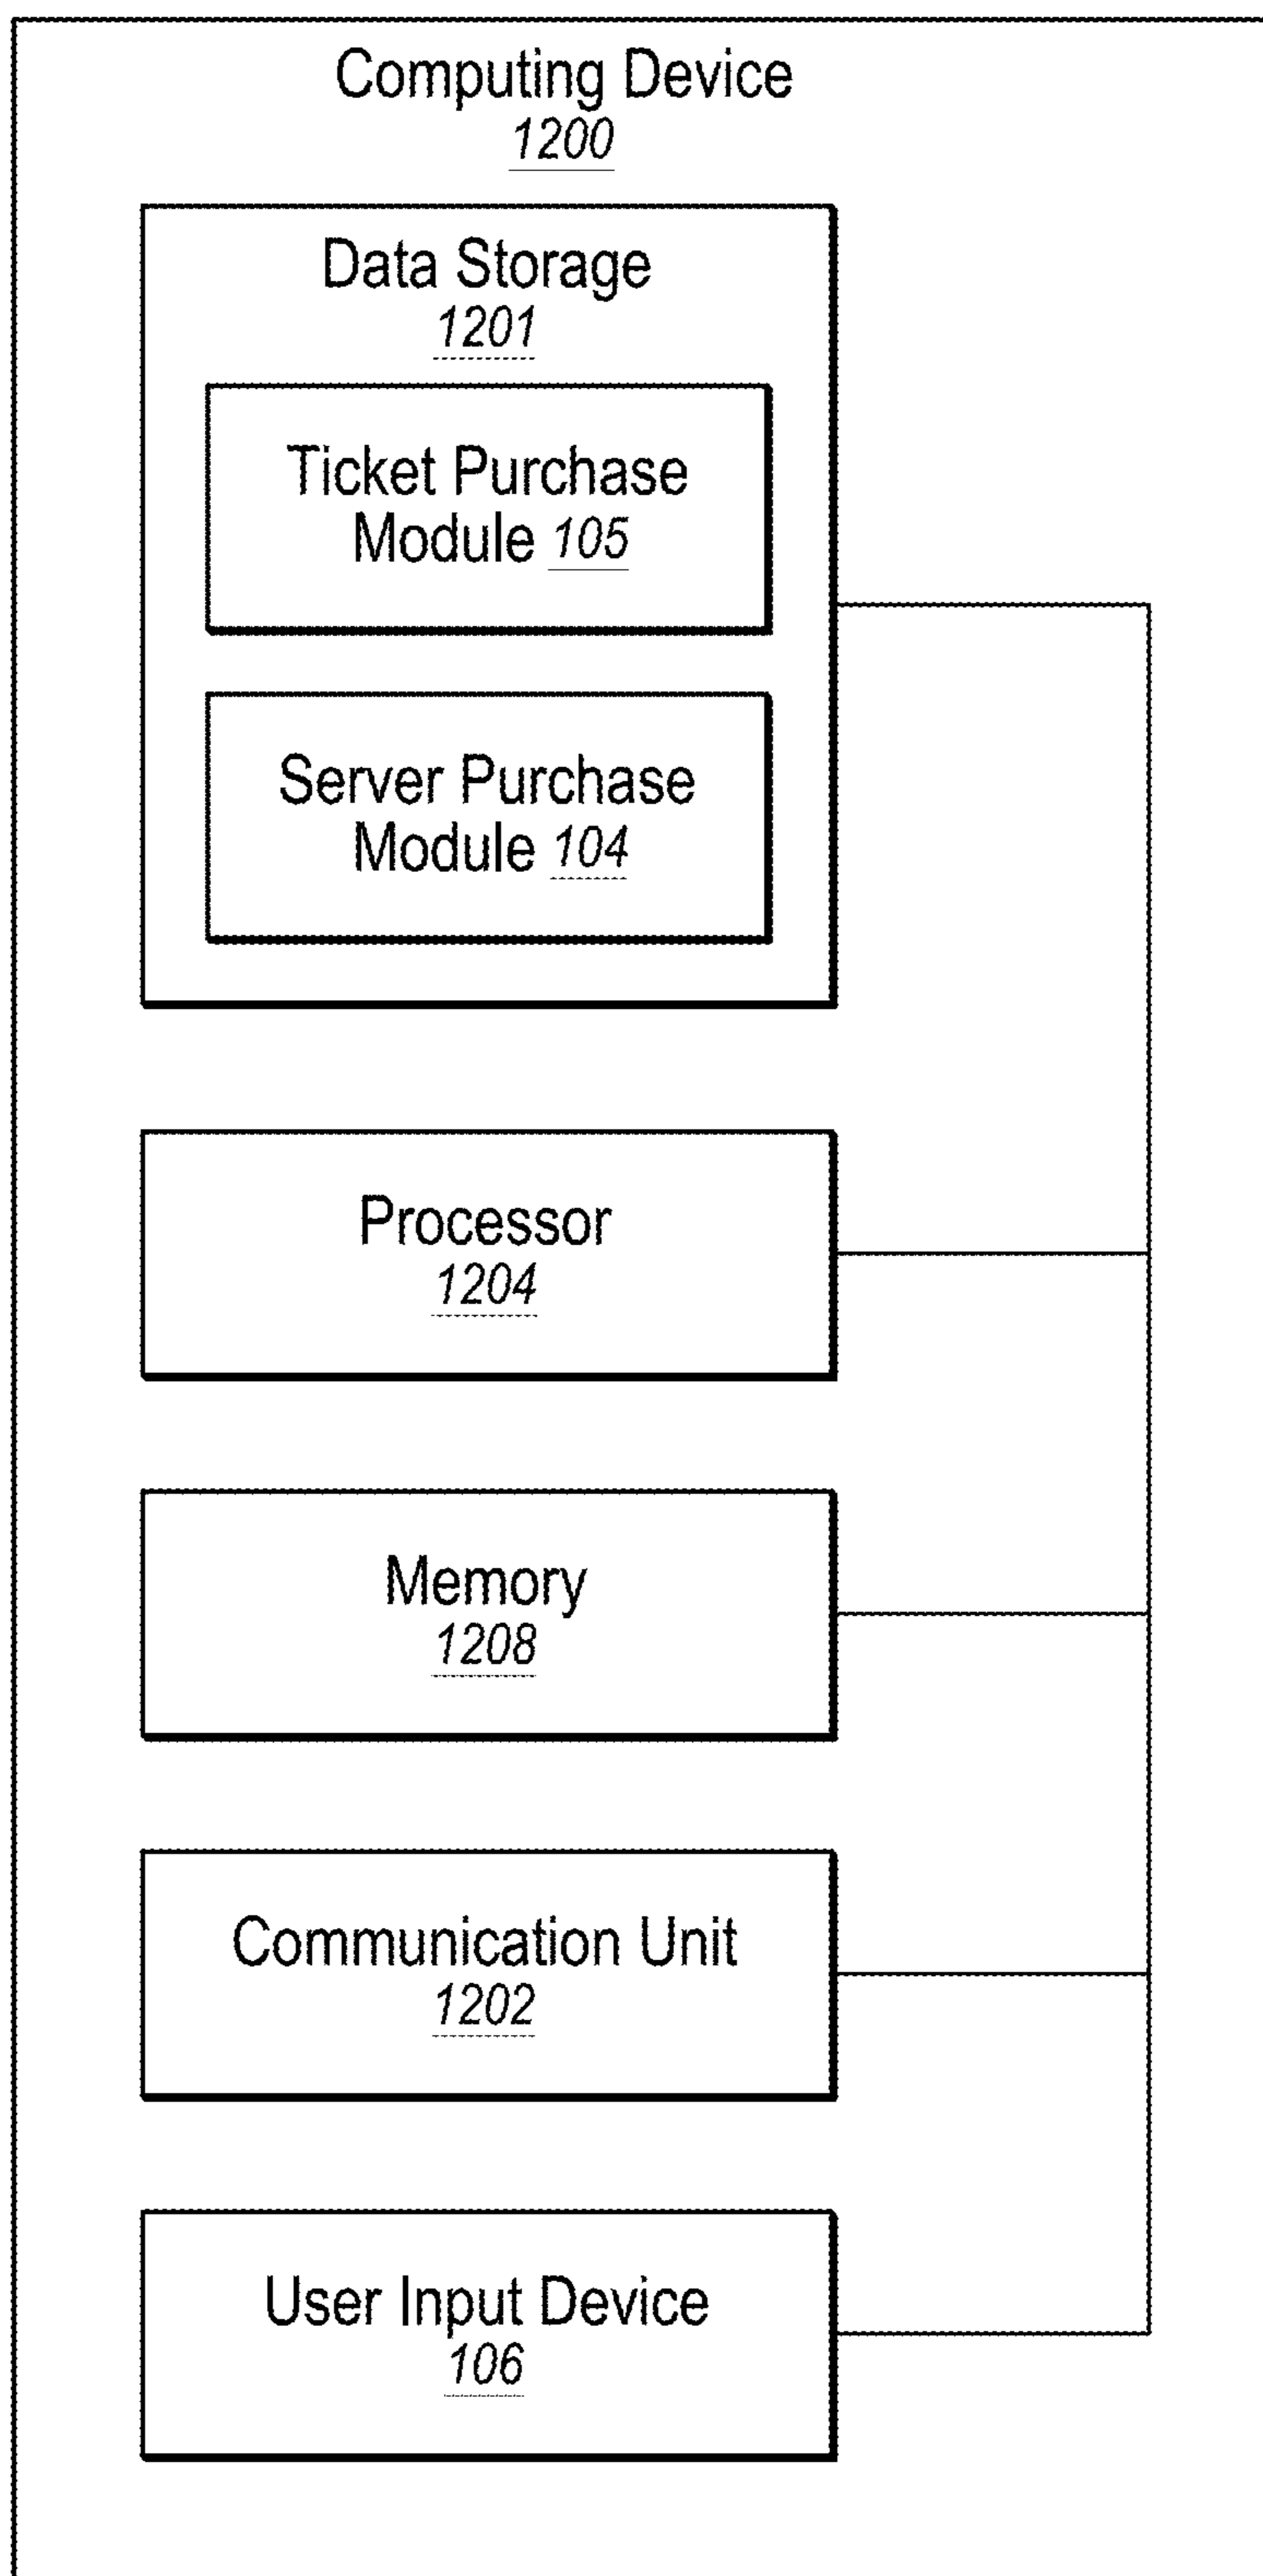 Computing Device
1200
Data Storage
1201
Ticket Purchase
Module 105
Server Purchase
Module 104
Processor
1204
Memory
1208
Communication Unit
1202
User Input Device
106